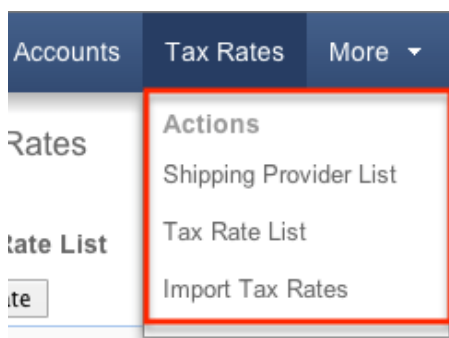 Accounts Tax Rates More
Rates
Actions
Shipping Provider List
Rate List
Tax Rate List
Import Tax Rates